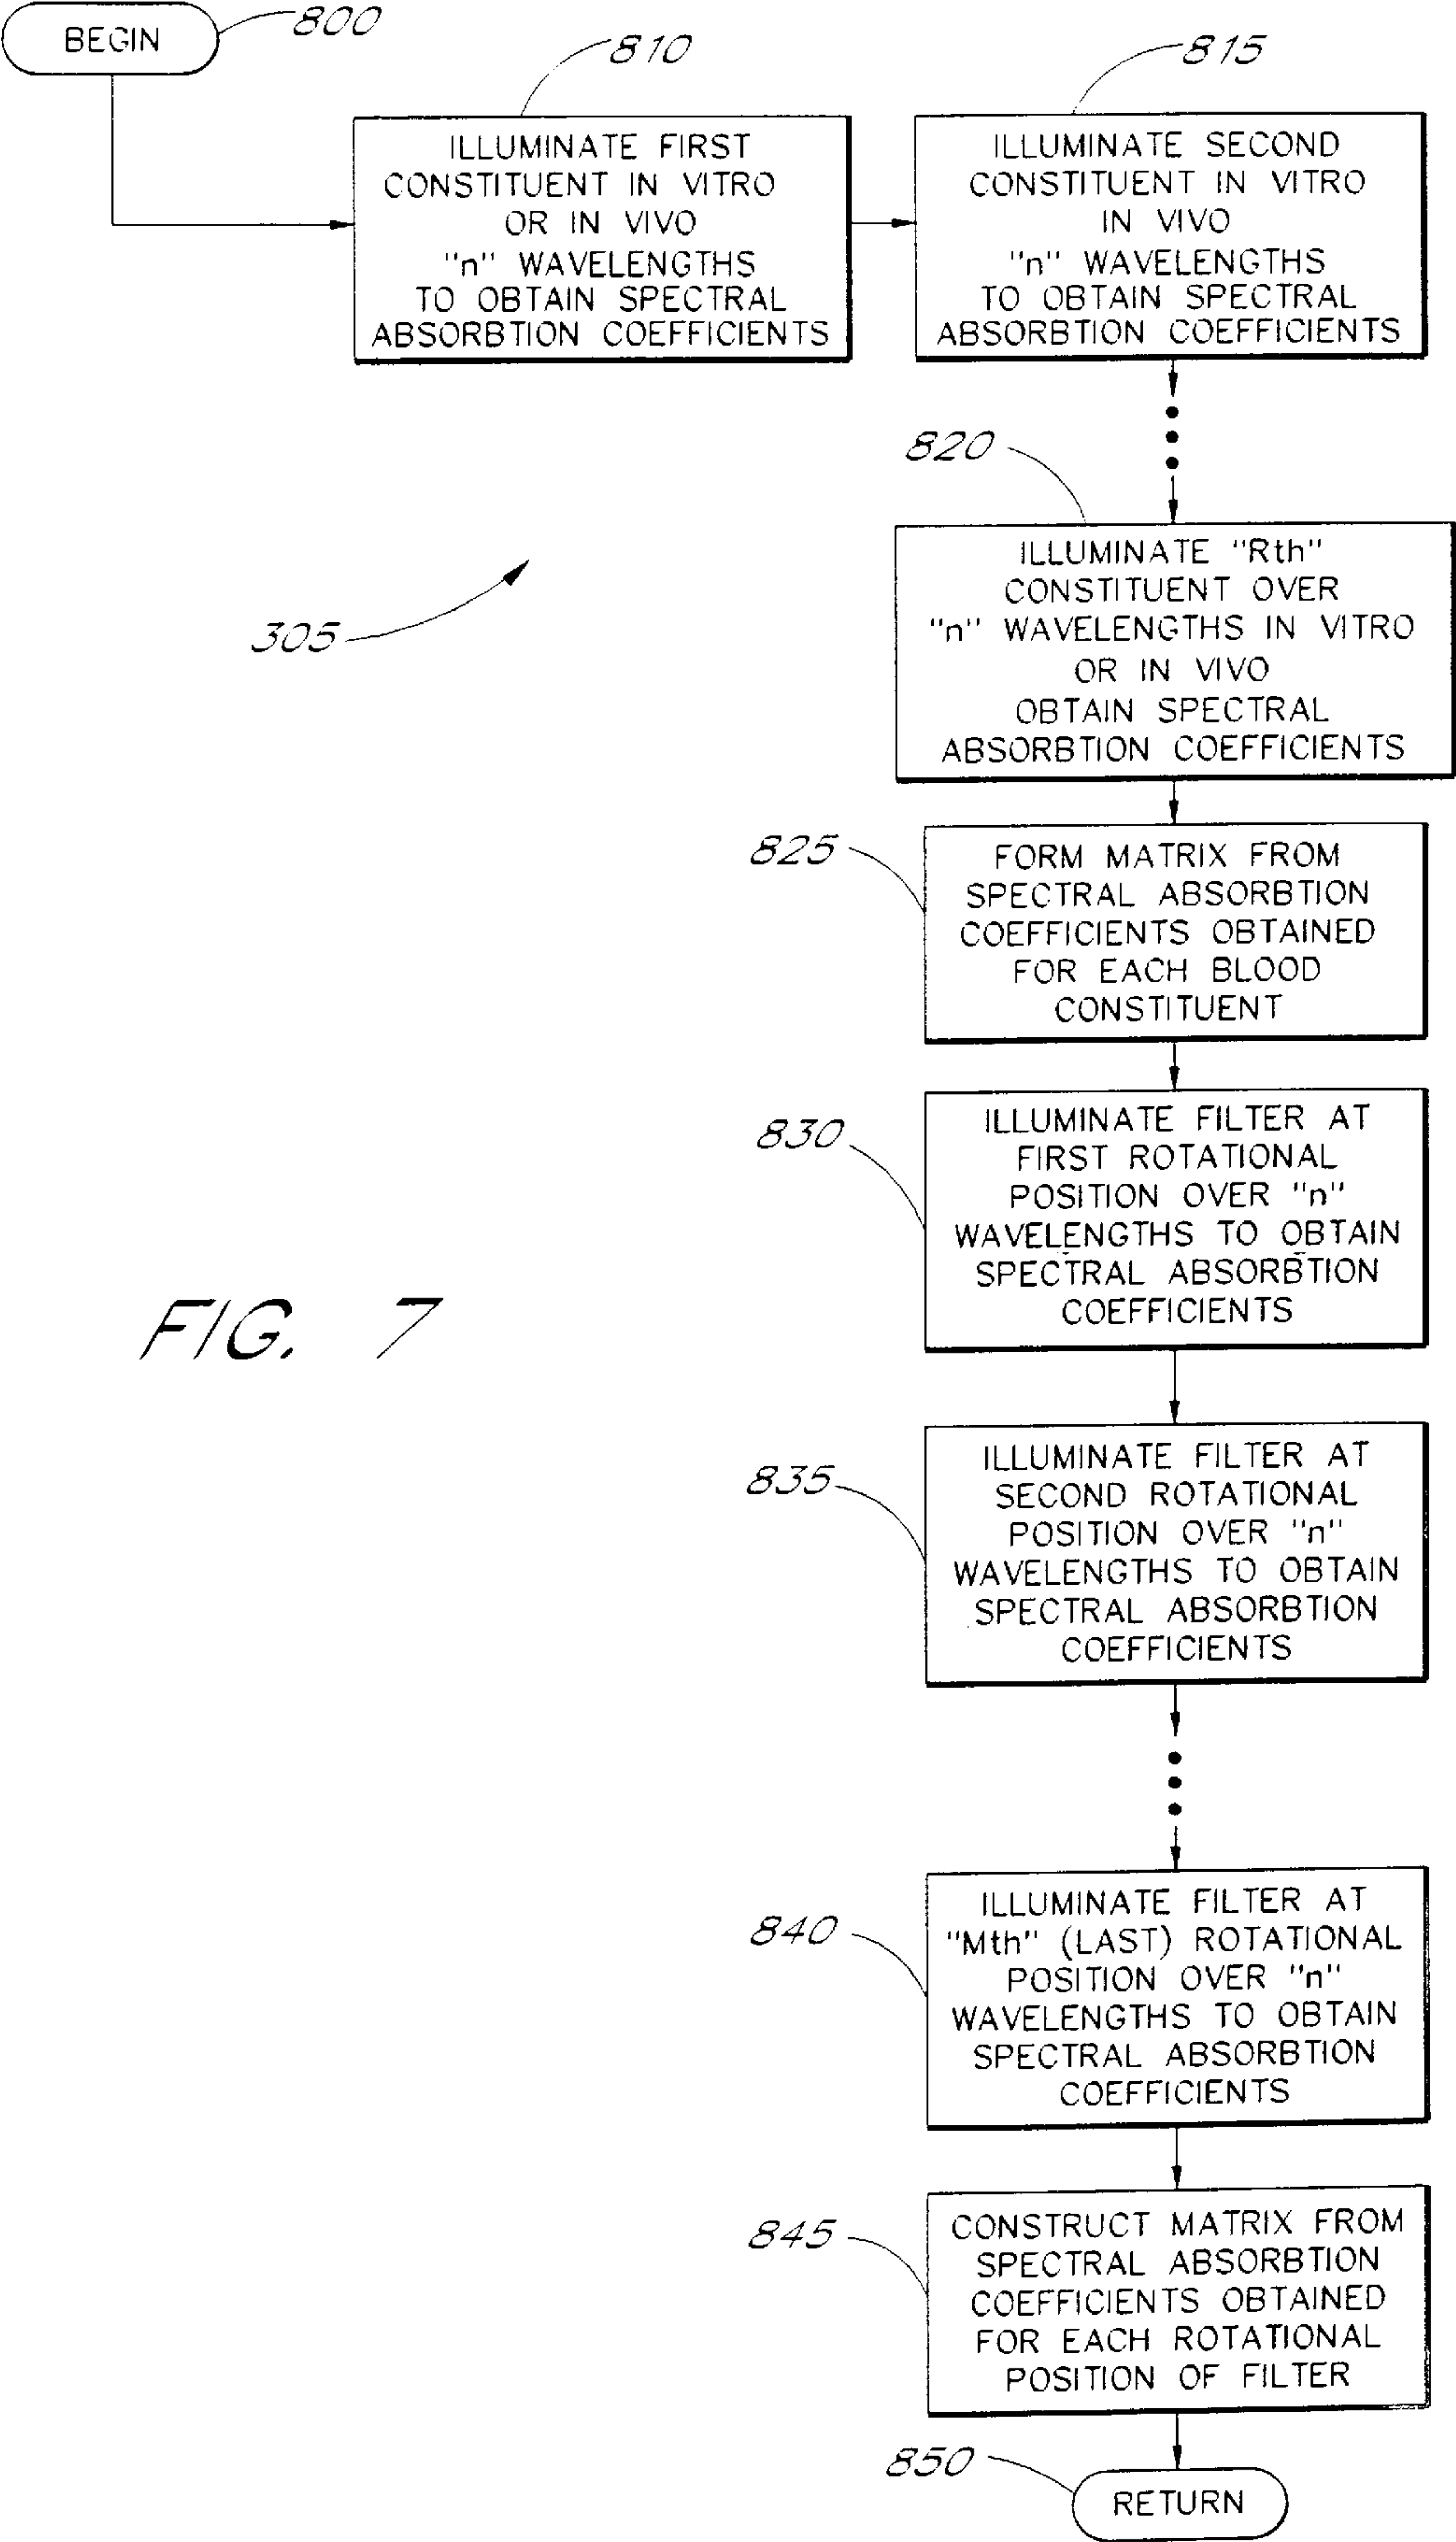 BEGIN
800
810
ILLUMINATE FIRST
CONSTITUENT IN VITRO
OR IN VIVO
"n" WAVELENGTHS
TO OBTAIN SPECTRAL
ABSORBTION COEFFICIENTS
815
ILLUMINATE SECOND
CONSTITUENT IN VITRO
IN VIVO
"n" WAVELENGTHS
TO OBTAIN SPECTRAL
ABSORBTION COEFFICIENTS
820
ILLUMINATE "Rth"
CONSTITUENT OVER
"n" WAVELENGTHS IN VITRO
OR IN VIVO
OBTAIN SPECTRAL
ABSORBTION COEFFICIENTS
305
825
FORM MATRIX FROM
SPECTRAL ABSORBTION
COEFFICIENTS OBTAINED
FOR EACH BLOOD
CONSTITUENT
830
ILLUMINATE FILTER AT
FIRST ROTATIONAL
POSITION OVER "n"
WAVELENGTHS TO OBTAIN
SPECTRAL ABSORBTION
COEFFICIENTS
FIG. 7
835
ILLUMINATE FILTER AT
SECOND ROTATIONAL
POSITION OVER "n"
WAVELENGTHS TO OBTAIN
SPECTRAL ABSORBTION
COEFFICIENTS
840
ILLUMINATE FILTER AT
"Mth" (LAST) ROTATIONAL
POSITION OVER "n"
WAVELENGTHS TO OBTAIN
SPECTRAL ABSORBTION
COEFFICIENTS
845
CONSTRUCT MATRIX FROM
SPECTRAL ABSORBTION
COEFFICIENTS OBTAINED
FOR EACH ROTATIONAL
POSITION OF FILTER
850
RETURN